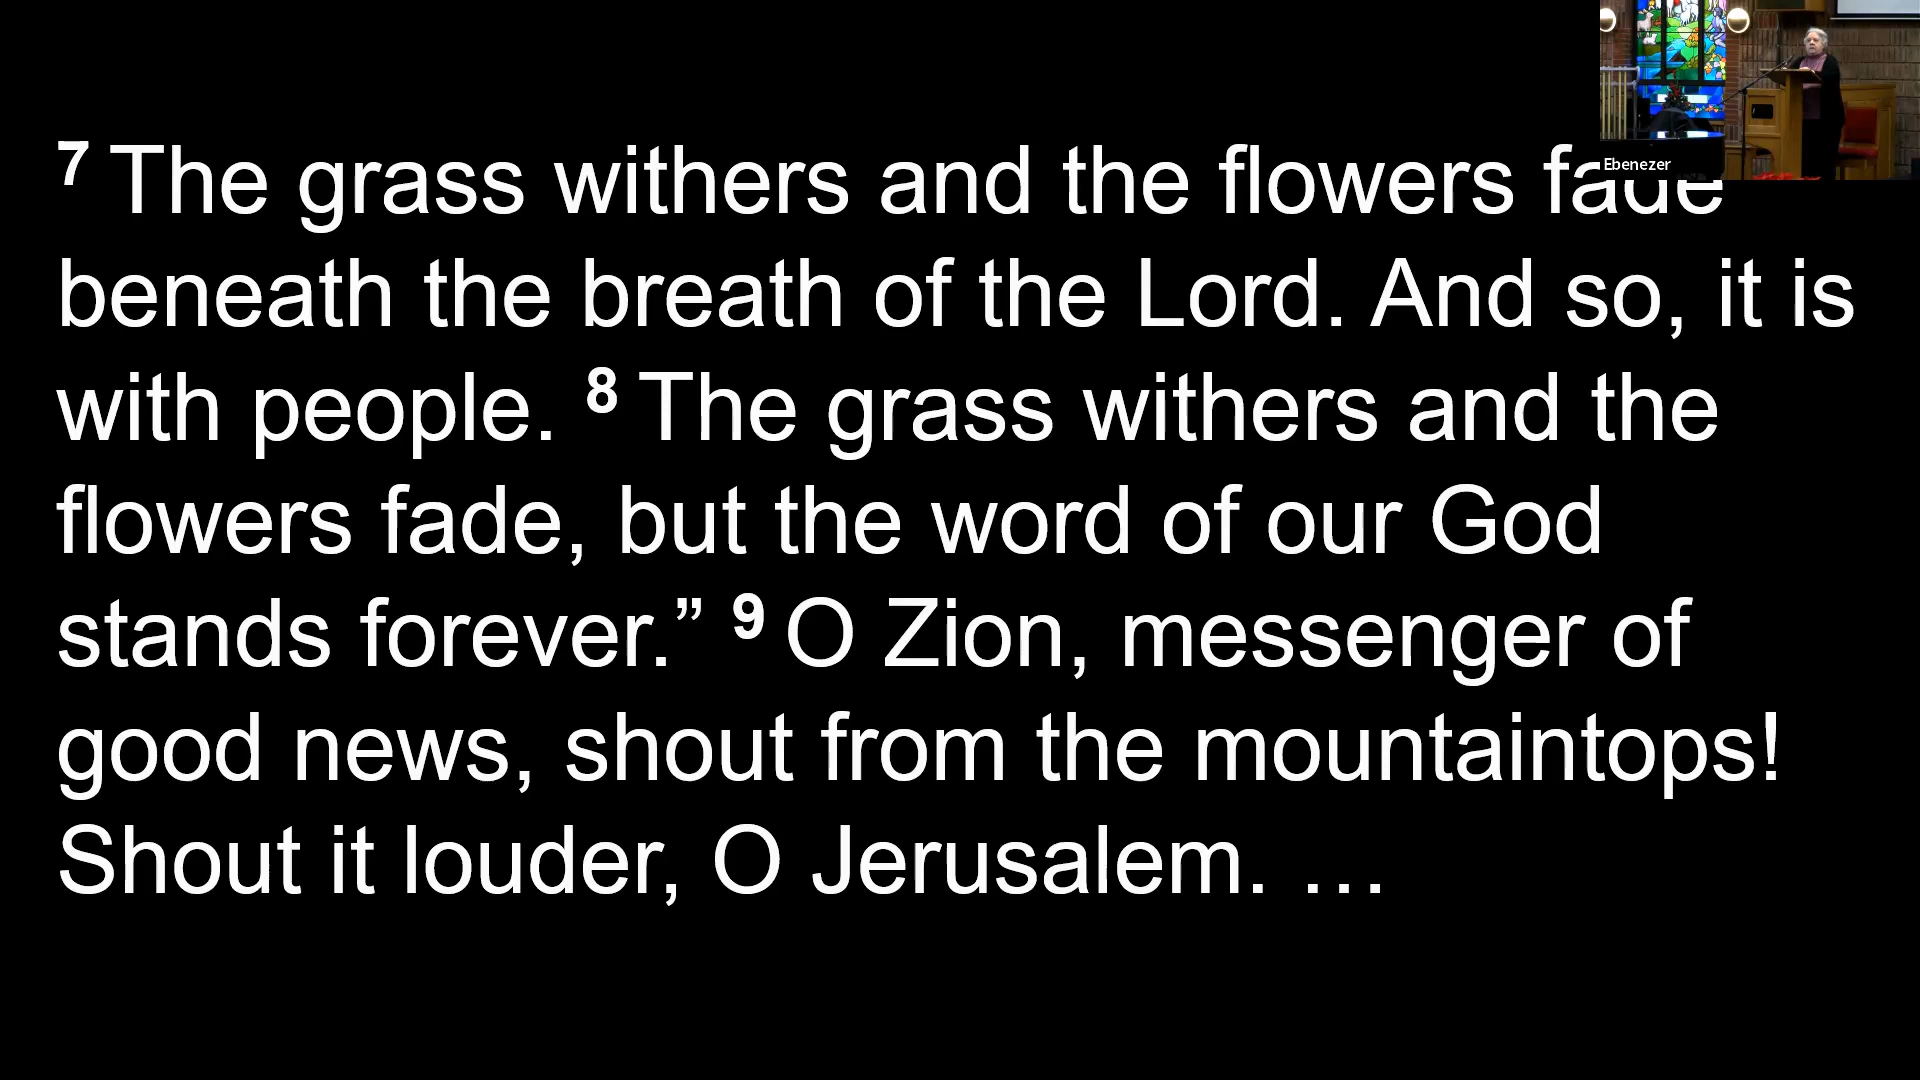 7 The grass withers and the flowers fade
beneath the breath of the Lord. And so, it is
with people. 8 The grass withers and the
flowers fade, but the word of our God
stands forever.” 9 O Zion, messenger of
good news, shout from the mountaintops!
Shout it louder, O Jerusalem. …
Ebenezer